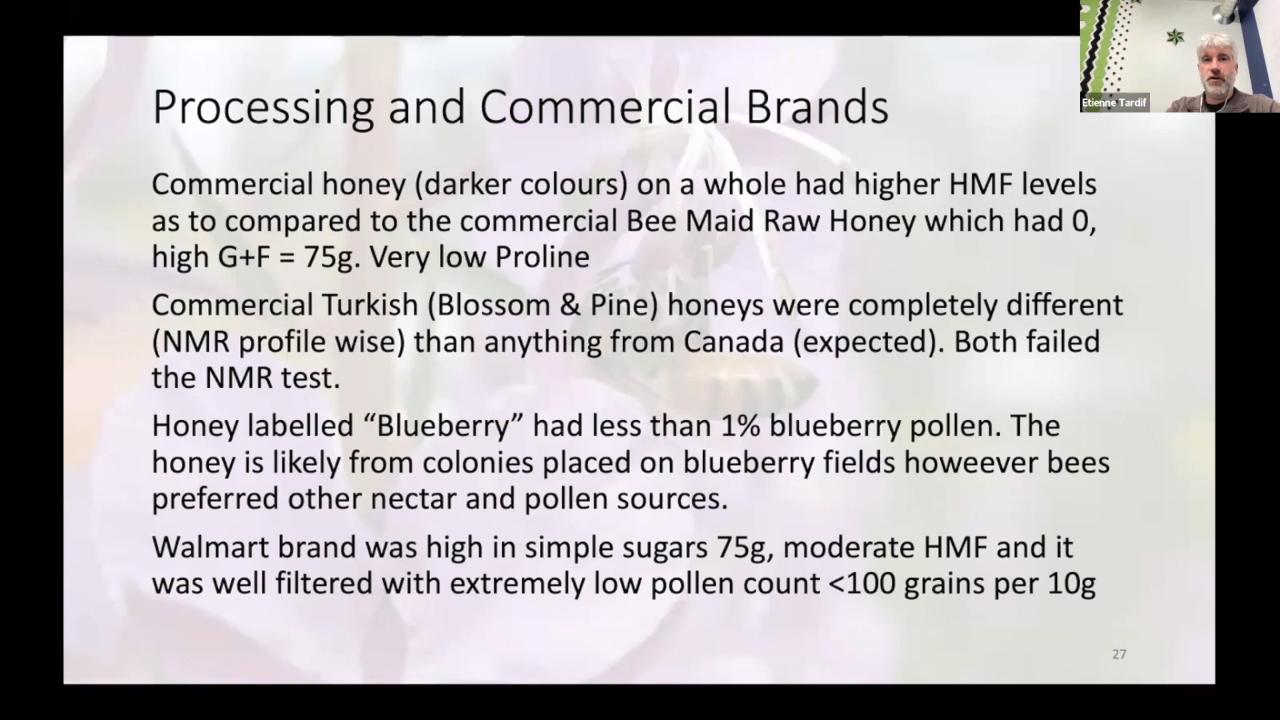 Processing and Commercial Brands
Commercial honey (darker colours) on a whole had higher HMF levels
as to compared to the commercial Bee Maid Raw Honey which had 0,
high G+F = 75g. Very low Proline
Commercial Turkish (Blossom & Pine) honeys were completely different
(NMR profile wise) than anything from Canada (expected). Both failed
the NMR test.
Honey labelled “Blueberry” had less than 1% blueberry pollen. The
honey is likely from colonies placed on blueberry fields howeever bees
preferred other nectar and pollen sources.
Walmart brand was high in simple sugars 75g, moderate HMF and it
was well filtered with extremely low pollen count <100 grains per 10g
27
Etienne Tardif